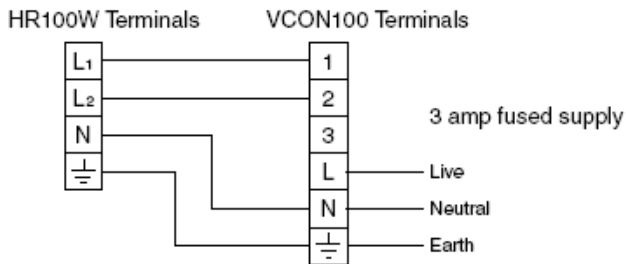 HR100W Terminals VCON100 Terminals
L1 1
L2 2
N 3
L Live
N Neutral
Earth
3 amp fused supply